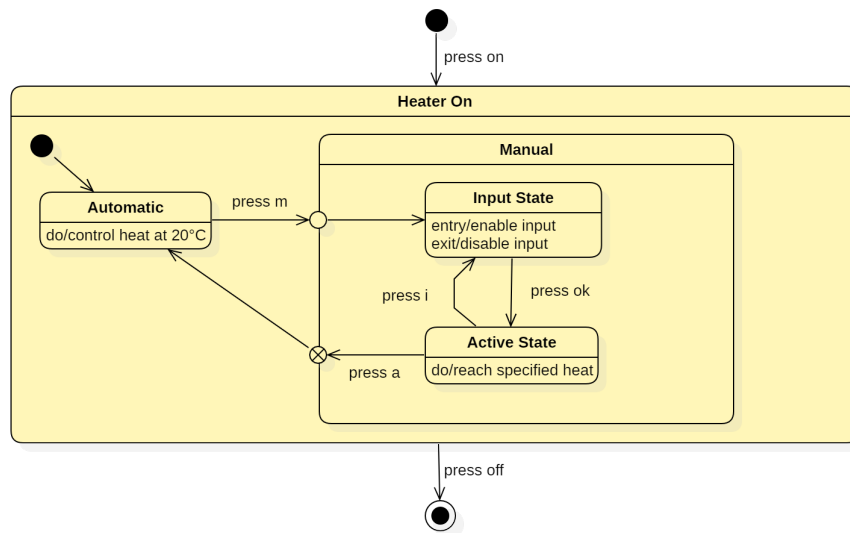 press on
Heater On
Manual
Automatic
do/control heat at 20°C
press m
Input State
entry/enable input
exit/disable input
press i
press ok
Active State
do/reach specified heat
press a
press off